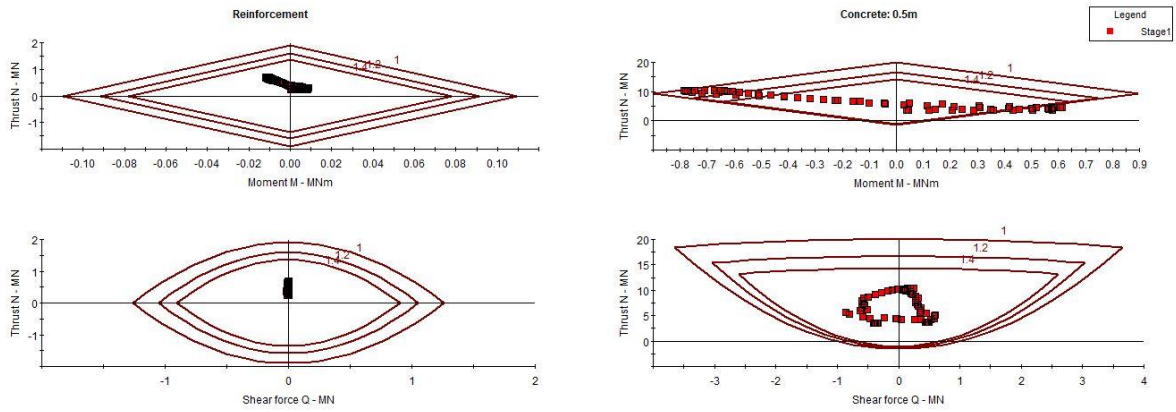 Reinforcement
Concrete: 0.5m
Legend
Stage1
Thrust N - MN
2
1
0
-1
1.4
1.2
1
-0.10 -0.08 -0.06 -0.04 -0.02 0.00 0.02 0.04 0.06 0.08 0.10
Moment M - MNm
Thrust N - MN
20
10
0
1.4
1.2
1
-0.8 -0.7 -0.6 -0.5 -0.4 -0.3 -0.2 -0.1 0.0 0.1 0.2 0.3 0.4 0.5 0.6 0.7 0.8 0.9
Moment M - MNm
Thrust N - MN
2
1
0
-1
1.4
1.2
1
-1 0 1 2
Shear force Q - MN
Thrust N - MN
20
15
10
5
0
1.4
1.2
1
-3 -2 -1 0 1 2 3 4
Shear force Q - MN